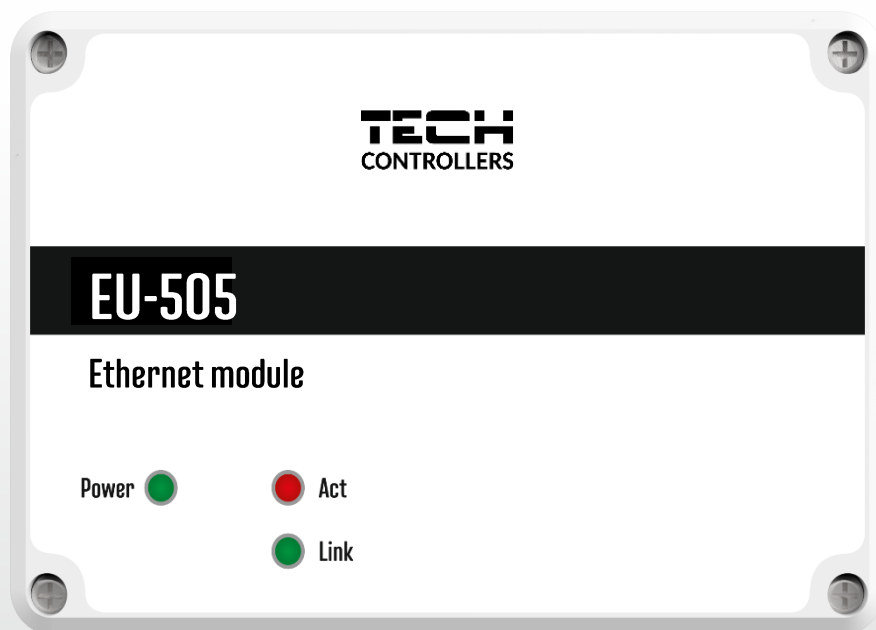 TECH
CONTROLLERS
EU-505
Ethernet module
Power
Act
Link